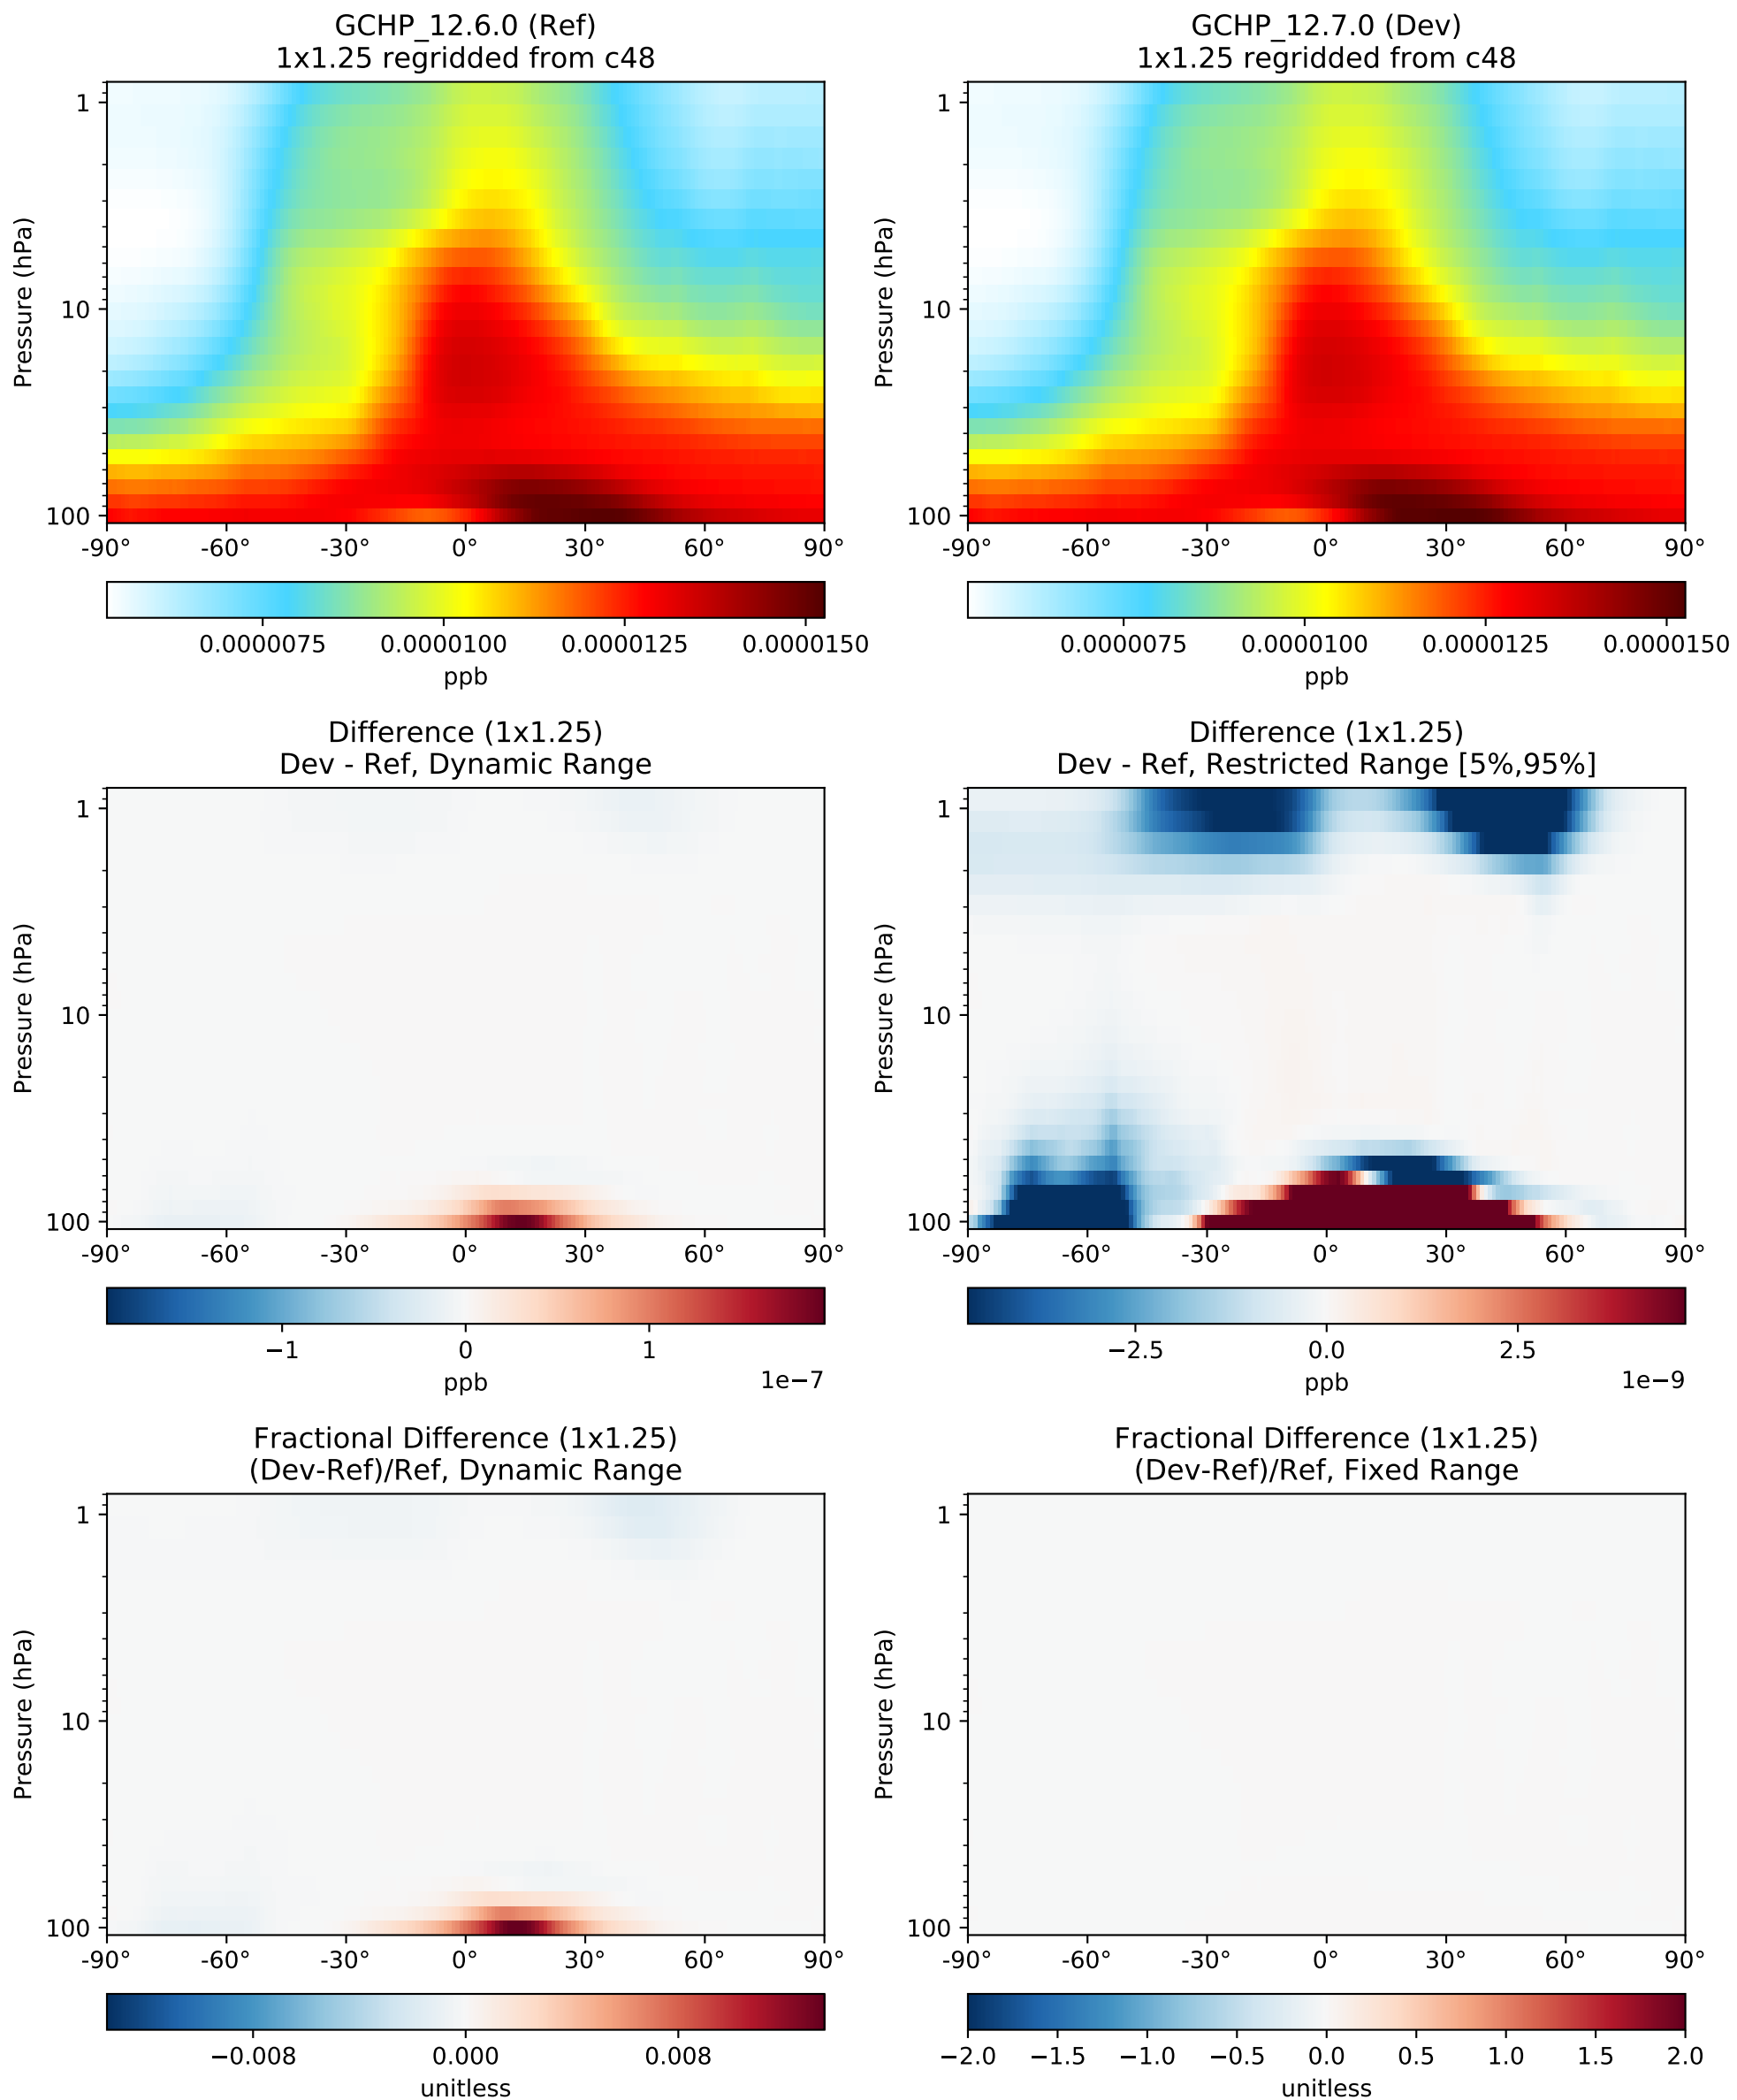 GCHP_12.6.0 (Ref)
1x1.25 regridded from c48
Pressure (hPa)
1
10
100
-90° -60° -30° 0° 30° 60° 90°
0.0000075 0.0000100 0.0000125 0.0000150
ppb
GCHP_12.7.0 (Dev)
1x1.25 regridded from c48
Pressure (hPa)
1
10
100
-90° -60° -30° 0° 30° 60° 90°
0.0000075 0.0000100 0.0000125 0.0000150
ppb
Difference (1x1.25)
Dev - Ref, Dynamic Range
Pressure (hPa)
1
10
100
-90° -60° -30° 0° 30° 60° 90°
−1 0 1
ppb 1e−7
Difference (1x1.25)
Dev - Ref, Restricted Range [5%,95%]
Pressure (hPa)
1
10
100
-90° -60° -30° 0° 30° 60° 90°
−2.5 0.0 2.5
ppb 1e−9
Fractional Difference (1x1.25)
(Dev-Ref)/Ref, Dynamic Range
Pressure (hPa)
1
10
100
-90° -60° -30° 0° 30° 60° 90°
−0.008 0.000 0.008
unitless
Fractional Difference (1x1.25)
(Dev-Ref)/Ref, Fixed Range
Pressure (hPa)
1
10
100
-90° -60° -30° 0° 30° 60° 90°
−2.0 −1.5 −1.0 −0.5 0.0 0.5 1.0 1.5 2.0
unitless